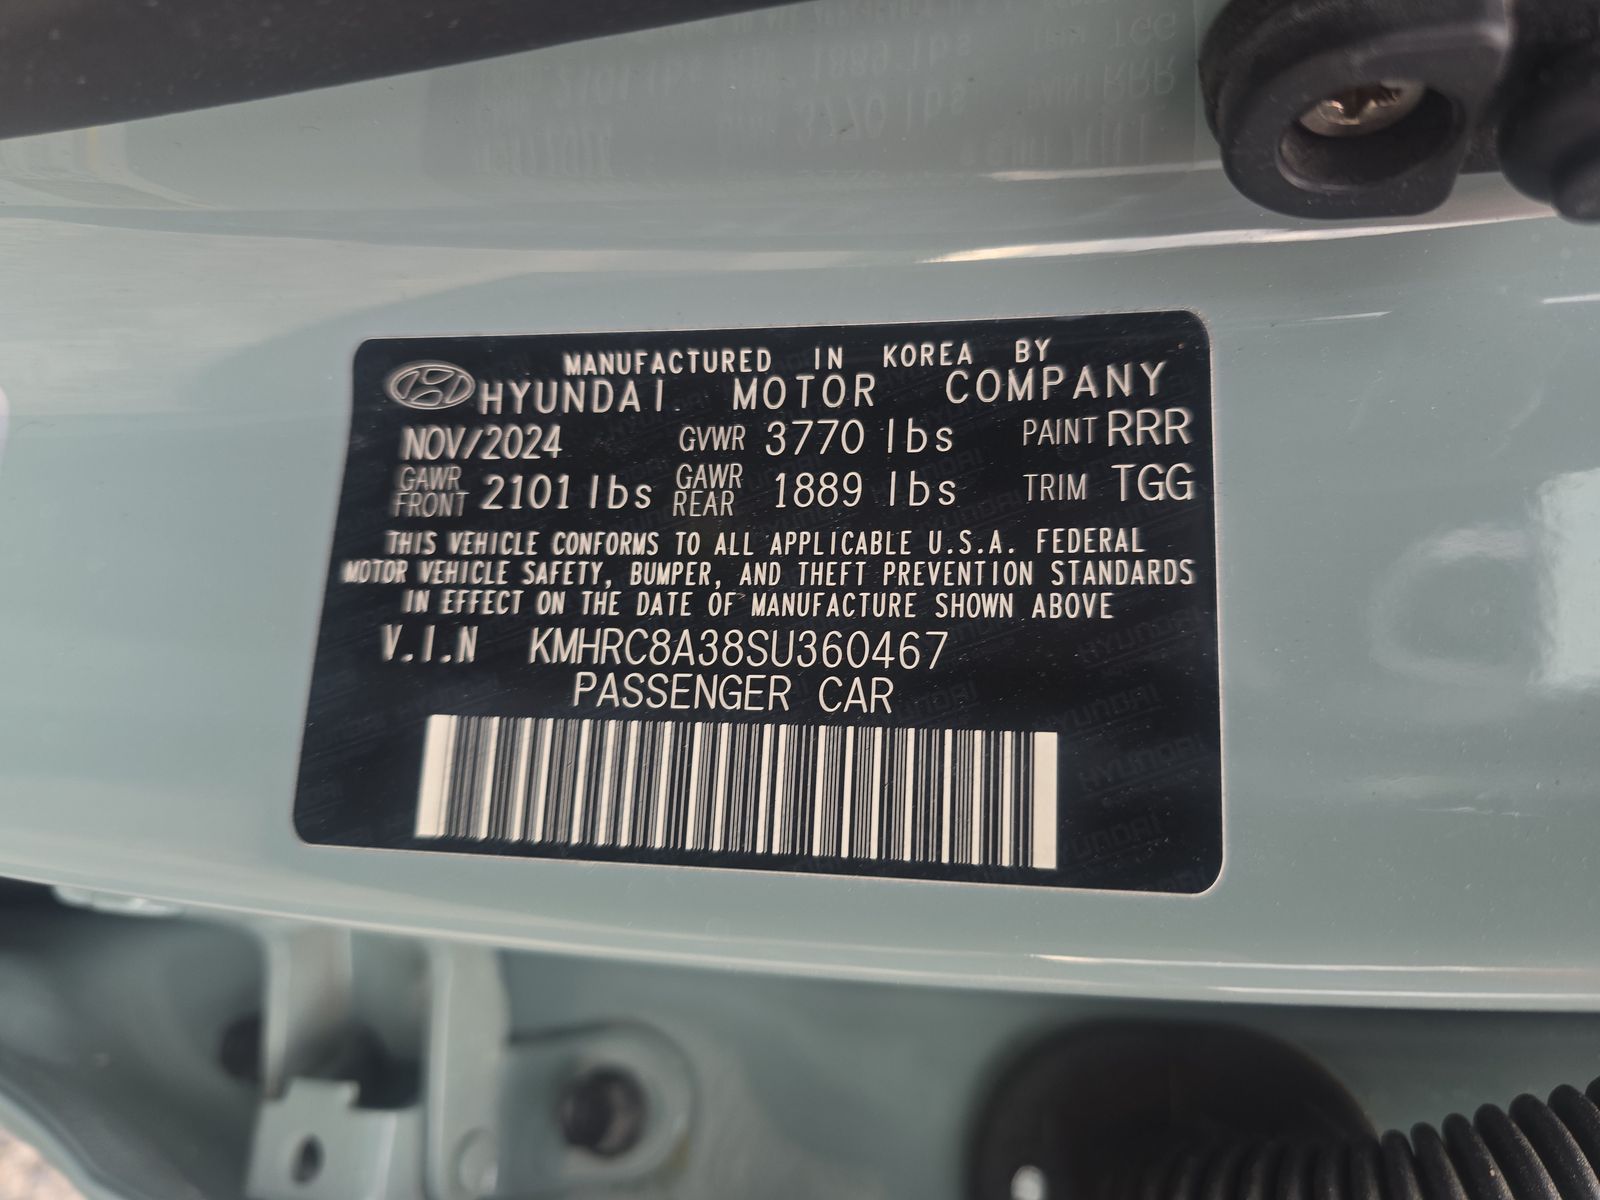 MANUFACTURED IN KOREA BY
HYUNDAI MOTOR COMPANY
NOV/2024 GVWR 3770 lbs PAINT RRR
GAWR FRONT 2101 lbs GAWR REAR 1889 lbs TRIM TGG
THIS VEHICLE CONFORMS TO ALL APPLICABLE U.S.A. FEDERAL
MOTOR VEHICLE SAFETY, BUMPER, AND THEFT PREVENTION STANDARDS
IN EFFECT ON THE DATE OF MANUFACTURE SHOWN ABOVE
V.I.N KMHRC8A38SU360467
PASSENGER CAR